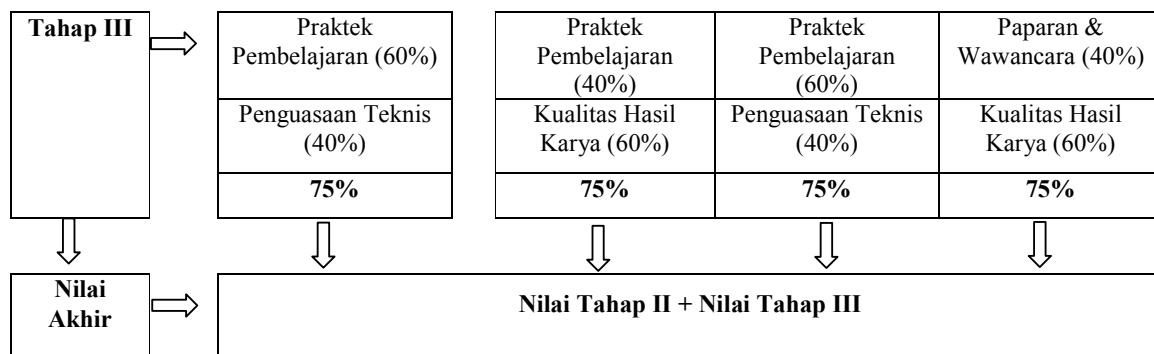 Tahap III
Praktek
Pembelajaran (60%)
Praktek
Pembelajaran
(40%)
Praktek
Pembelajaran
(60%)
Paparan &
Wawancara (40%)
Penguasaan Teknis
(40%)
Kualitas Hasil
Karya (60%)
Penguasaan Teknis
(40%)
Kualitas Hasil
Karya (60%)
75%
75%
75%
75%
Nilai
Akhir
Nilai Tahap II + Nilai Tahap III